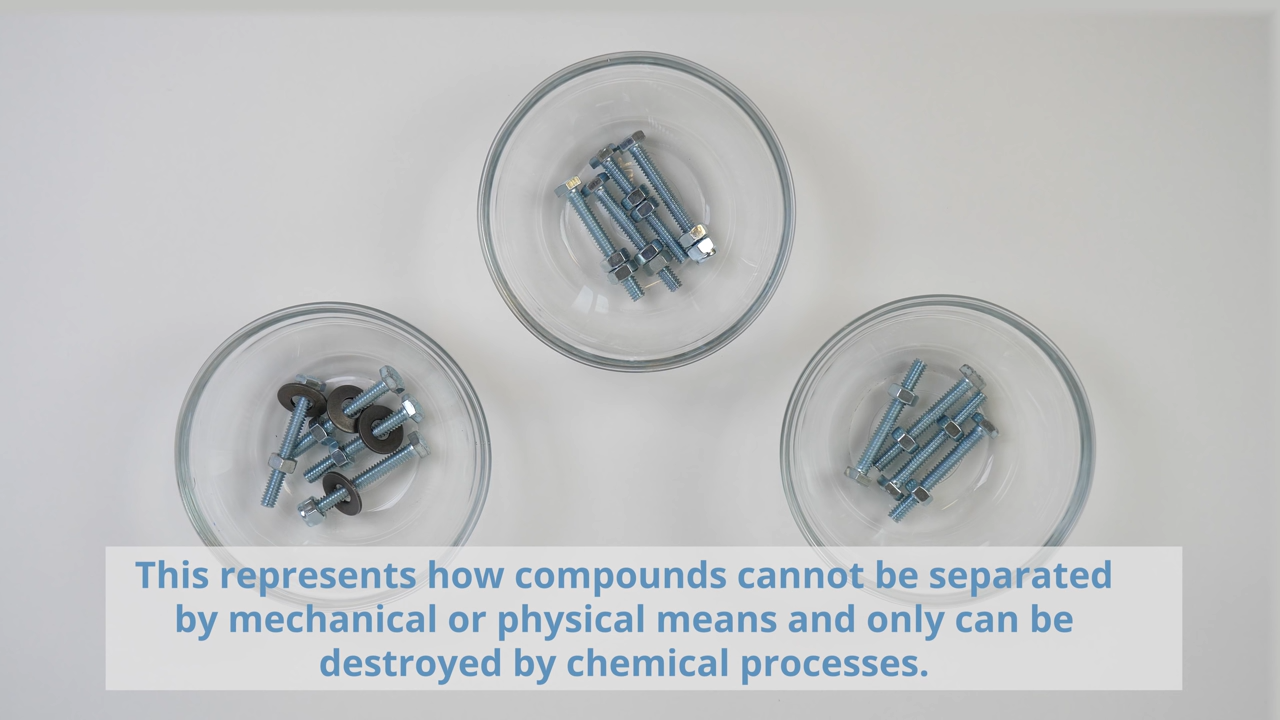 This represents how compounds cannot be separated
by mechanical or physical means and only can be
destroyed by chemical processes.